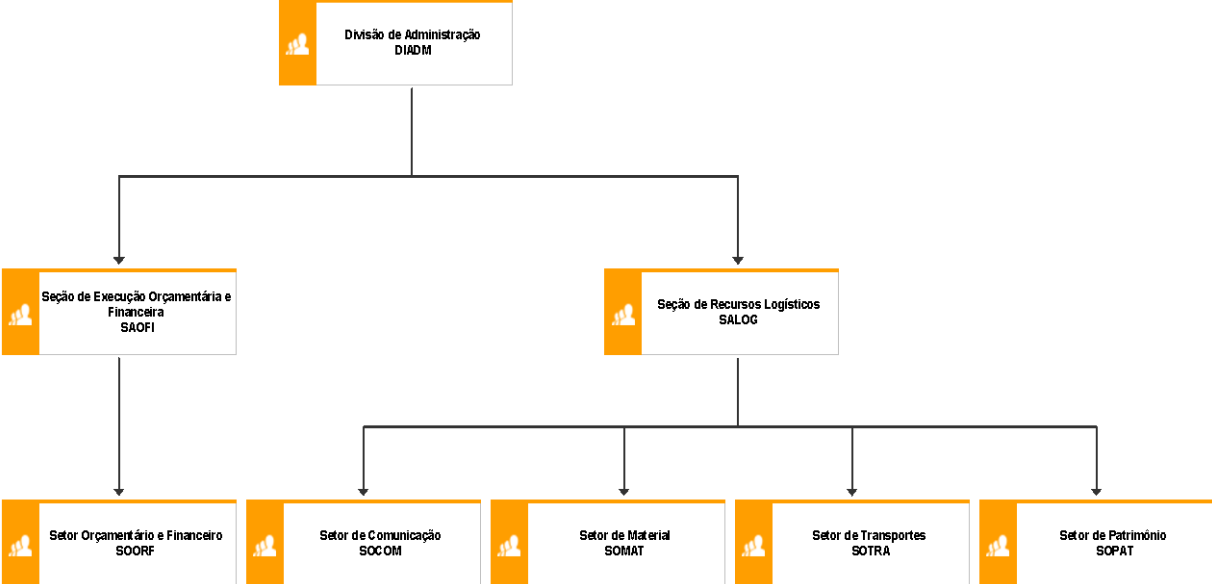 Divisão de Administração
DIADM
Seção de Execução Orçamentária e
Financeira
SAOFI
Seção de Recursos Logísticos
SALOG
Setor Orçamentário e Financeiro
SOORF
Setor de Comunicação
SOCOM
Setor de Material
SOMAT
Setor de Transportes
SOTRA
Setor de Patrimônio
SOPAT